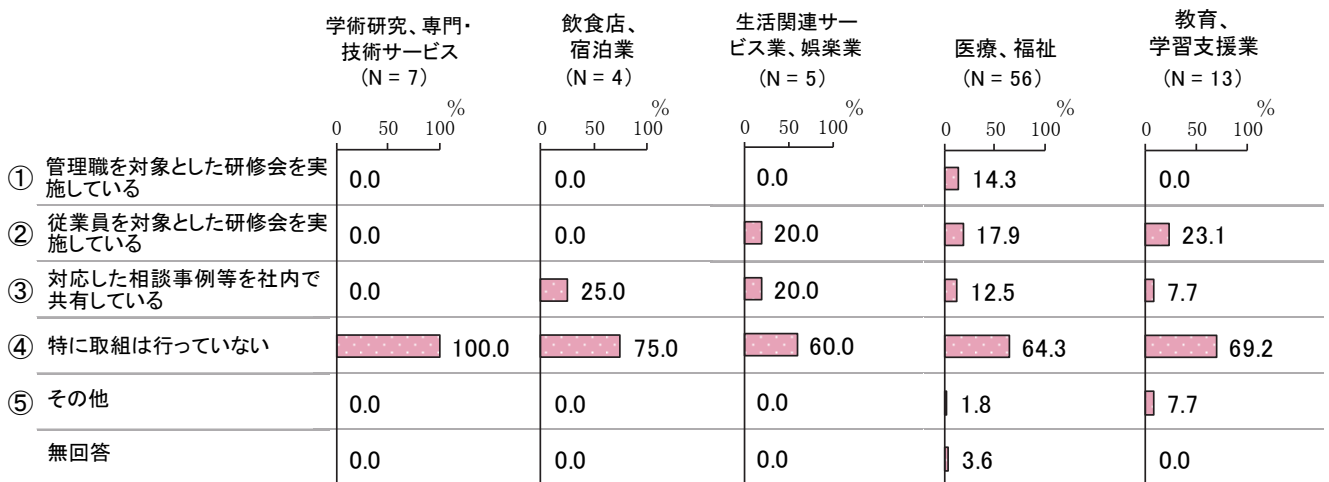 学術研究、専門・
技術サービス
(N = 7)
飲食店、
宿泊業
(N = 4)
生活関連サー
ビス業、娯楽業
(N = 5)
医療、福祉
(N = 56)
教育、
学習支援業
(N = 13)
% % % % %
0 50 100 0 50 100 0 50 100 0 50 100 0 50 100
① 管理職を対象とした研修会を実
施している
0.0 0.0 0.0 14.3 0.0
② 従業員を対象とした研修会を実
施している
0.0 0.0 20.0 17.9 23.1
③ 対応した相談事例等を社内で
共有している
0.0 25.0 20.0 12.5 7.7
④ 特に取組は行っていない 100.0 75.0 60.0 64.3 69.2
⑤ その他 0.0 0.0 0.0 1.8 7.7
無回答 0.0 0.0 0.0 3.6 0.0